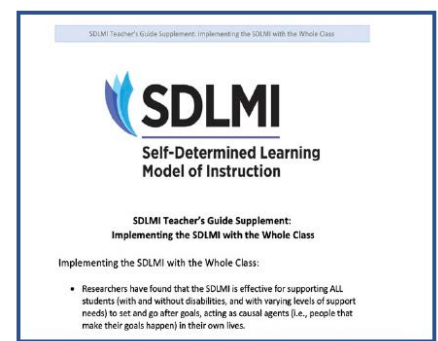 SDLMI Teacher's Guide Supplement: Implementing the SDLMI with the Whole Class
SDLMI
Self-Determined Learning
Model of Instruction
SDLMI Teacher's Guide Supplement:
Implementing the SDLMI with the Whole Class
Implementing the SDLMI with the Whole Class:
• Researchers have found that the SDLMI is effective for supporting ALL
students (with and without disabilities, and with varying levels of support
needs) to set and go after goals, acting as causal agents (i.e., people that
make their goals happen) in their own lives.